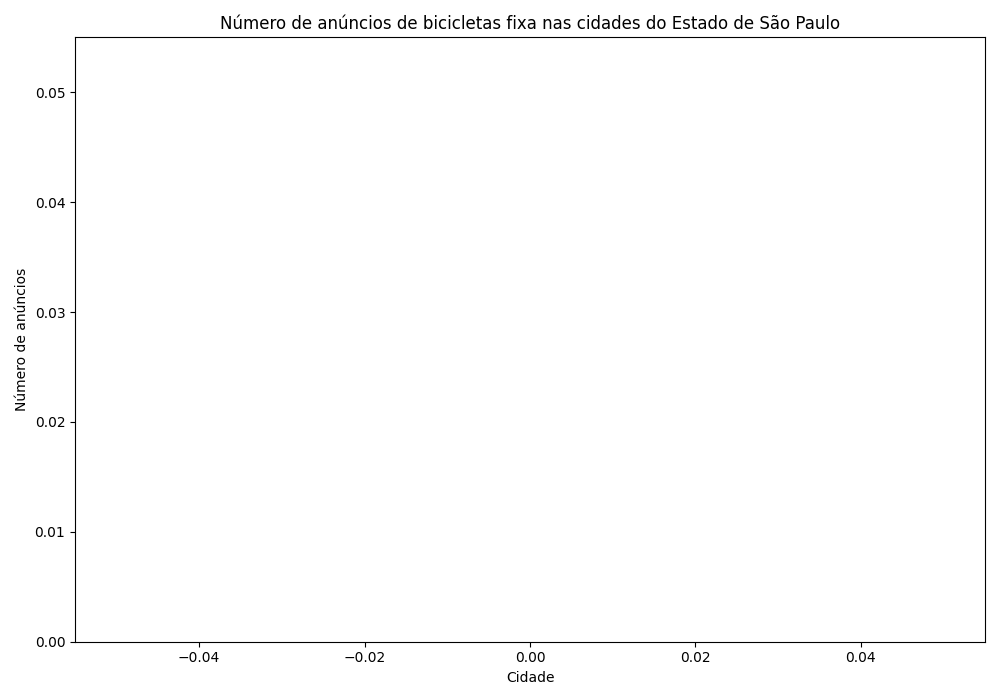 Número de anúncios de bicicletas fixa nas cidades do Estado de São Paulo
Número de anúncios
0.05
0.04
0.03
0.02
0.01
0.00
−0.04 −0.02 0.00 0.02 0.04
Cidade